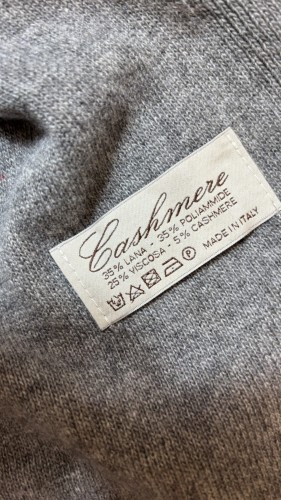 Cashmere
35% LANA - 35% POLIAMMIDE
25% VISCOSA - 5% CASHMERE
P MADE IN ITALY